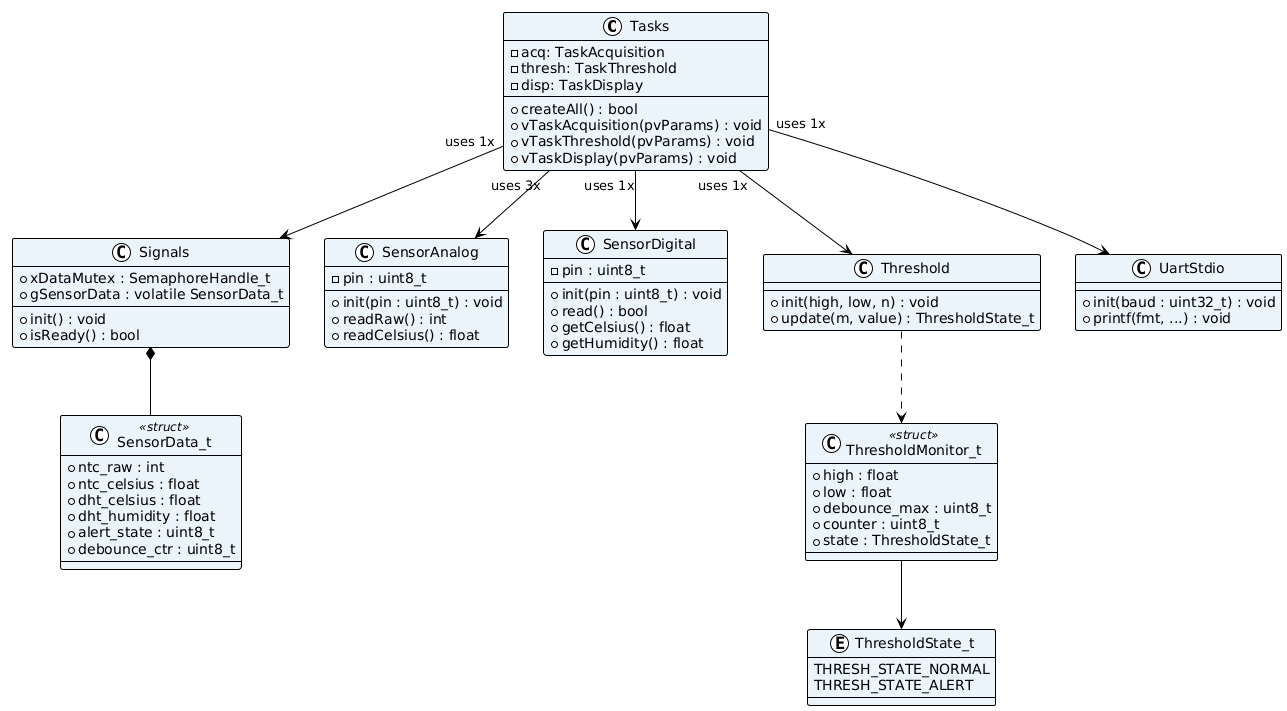 C Tasks
acq: TaskAcquisition
thresh: TaskThreshold
disp: TaskDisplay
createAll() : bool
vTaskAcquisition(pvParams) : void
vTaskThreshold(pvParams) : void
vTaskDisplay(pvParams) : void
uses 1x
uses 3x
uses 1x
uses 1x
uses 1x
C Signals
xDataMutex : SemaphoreHandle_t
gSensorData : volatile SensorData_t
init() : void
isReady() : bool
C SensorAnalog
pin : uint8_t
init(pin : uint8_t) : void
readRaw() : int
readCelsius() : float
C SensorDigital
pin : uint8_t
init(pin : uint8_t) : void
read() : bool
getCelsius() : float
getHumidity() : float
C Threshold
init(high, low, n) : void
update(m, value) : ThresholdState_t
C UartStdio
init(baud : uint32_t) : void
printf(fmt, ...) : void
«struct»
C SensorData_t
ntc_raw : int
ntc_celsius : float
dht_celsius : float
dht_humidity : float
alert_state : uint8_t
debounce_ctr : uint8_t
«struct»
C ThresholdMonitor_t
high : float
low : float
debounce_max : uint8_t
counter : uint8_t
state : ThresholdState_t
E ThresholdState_t
THRESH_STATE_NORMAL
THRESH_STATE_ALERT